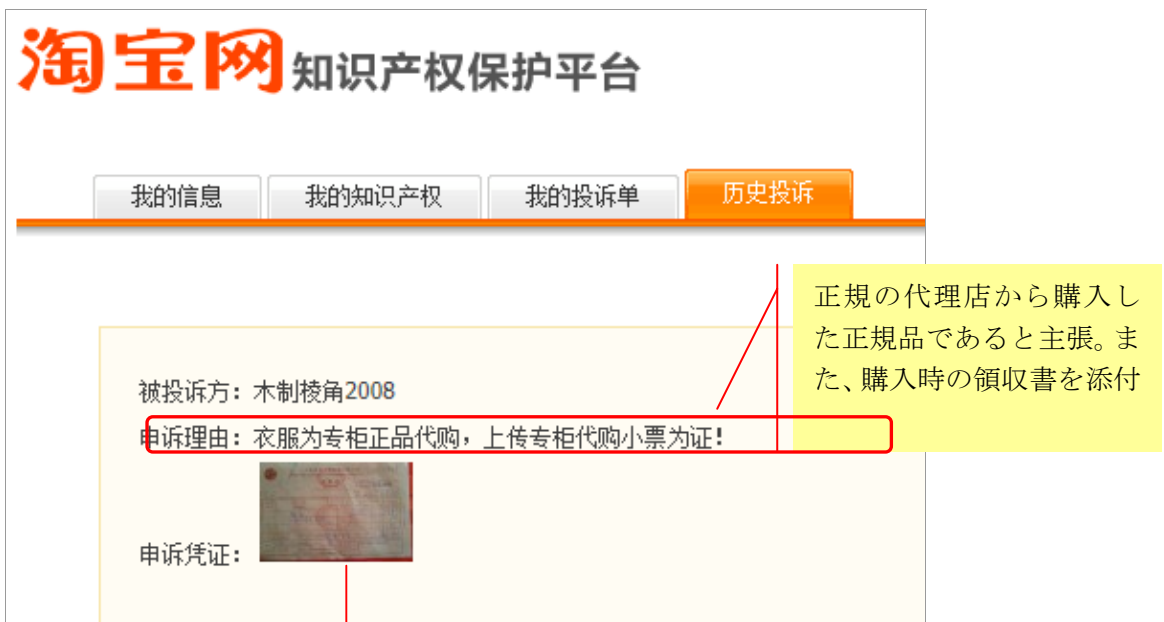 淘宝网知识产权保护平台
我的信息 我的知识产权 我的投诉单 历史投诉
正規の代理店から購入し
た正規品であると主張。ま
た、購入時の領収書を添付
被投诉方：木制棱角2008
申诉理由：衣服为专柜正品代购，上传专柜代购小票为证！
申诉凭证：